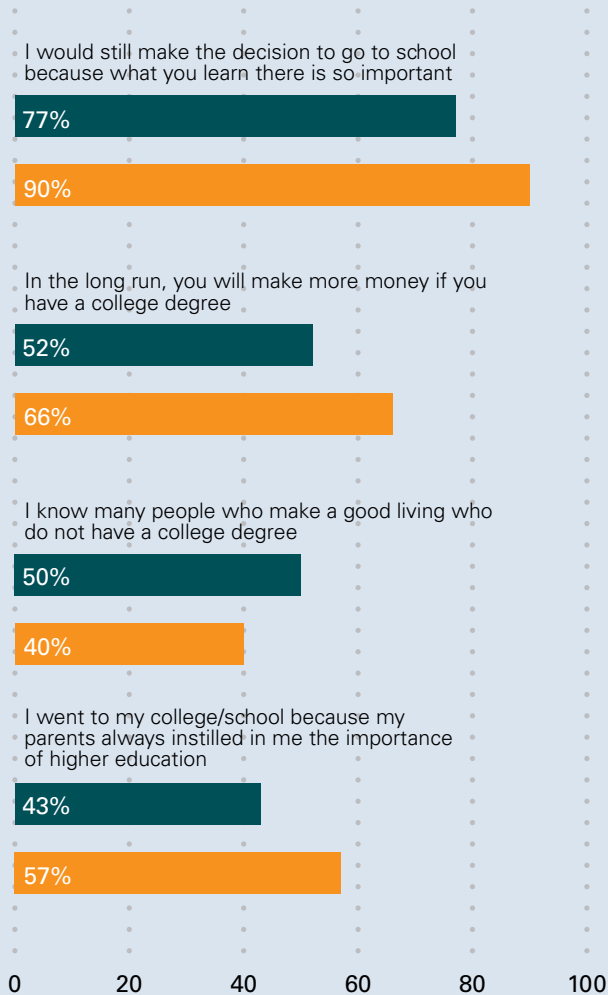 I would still make the decision to go to school
because what you learn there is so important
77%
90%
In the long run, you will make more money if you
have a college degree
52%
66%
I know many people who make a good living who
do not have a college degree
50%
40%
I went to my college/school because my
parents always instilled in me the importance
of higher education
43%
57%
0 20 40 60 80 100